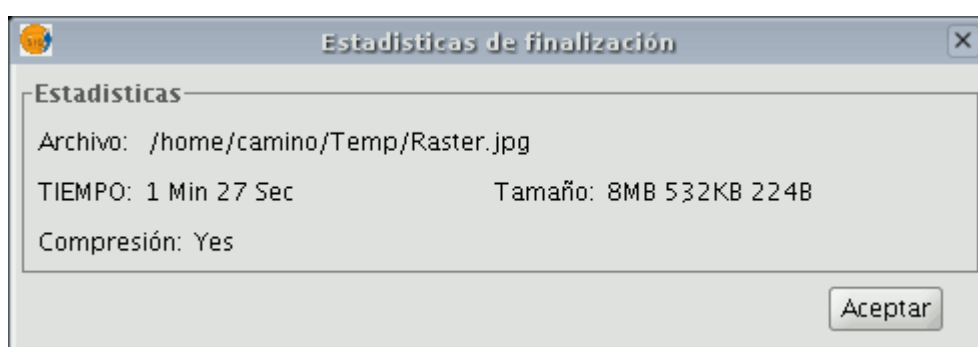 Estadisticas de finalización
Estadisticas
Archivo: /home/camino/Temp/Raster.jpg
TIEMPO: 1 Min 27 Sec Tamaño: 8MB 532KB 224B
Compresión: Yes
Aceptar